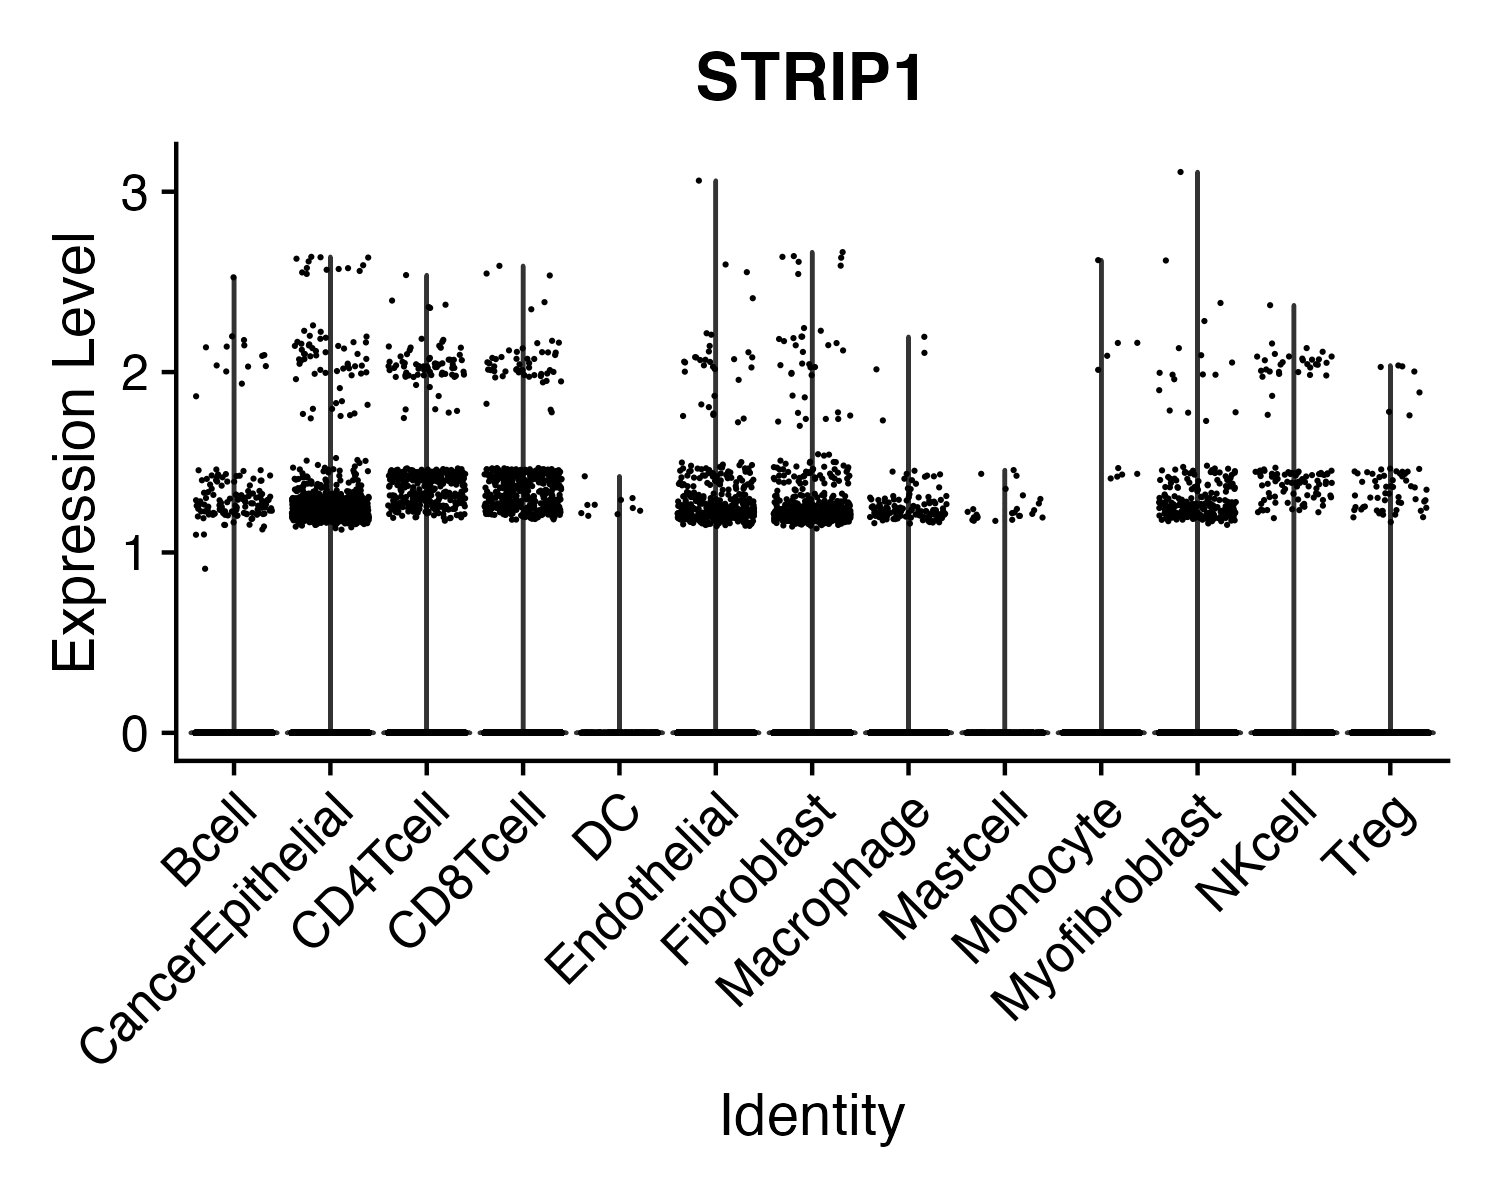 STRIP1
Expression Level
3
2
1
0
Bcell
CancerEpithelial
CD4Tcell
CD8Tcell
DC
Endothelial
Fibroblast
Macrophage
Mastcell
Monocyte
Myofibroblast
NKcell
Treg
Identity